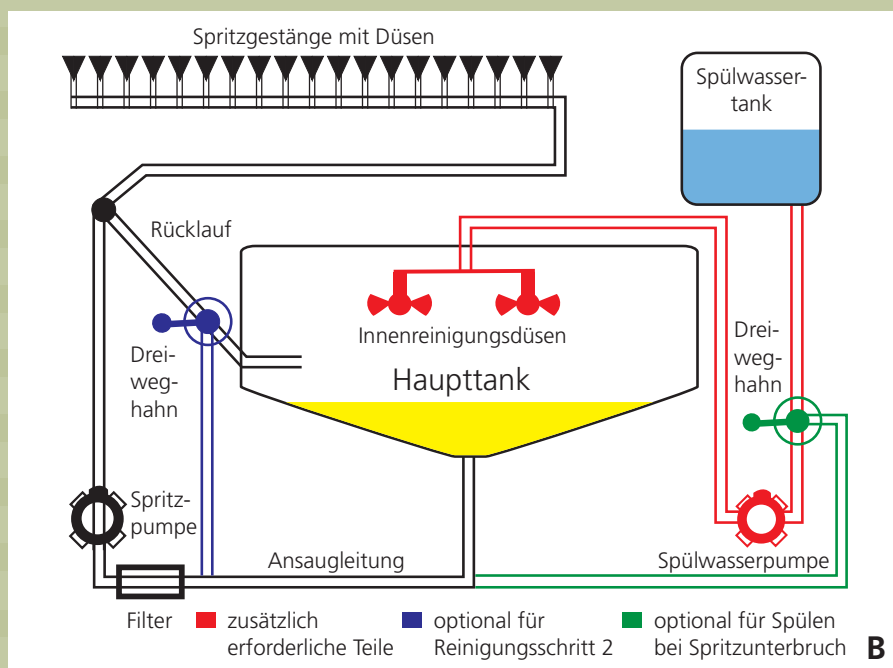 Spritzgestänge mit Düsen
Spülwasser-
tank
Rücklauf
Innenreinigungsdüsen
Drei-
weg-
hahn
Haupttank
Drei-
weg-
hahn
Spritz-
pumpe
Ansaugleitung
Spülwasserpumpe
Filter
zusätzlich
erforderliche Teile
optional für
Reinigungsschritt 2
optional für Spülen
bei Spritzunterbruch
B